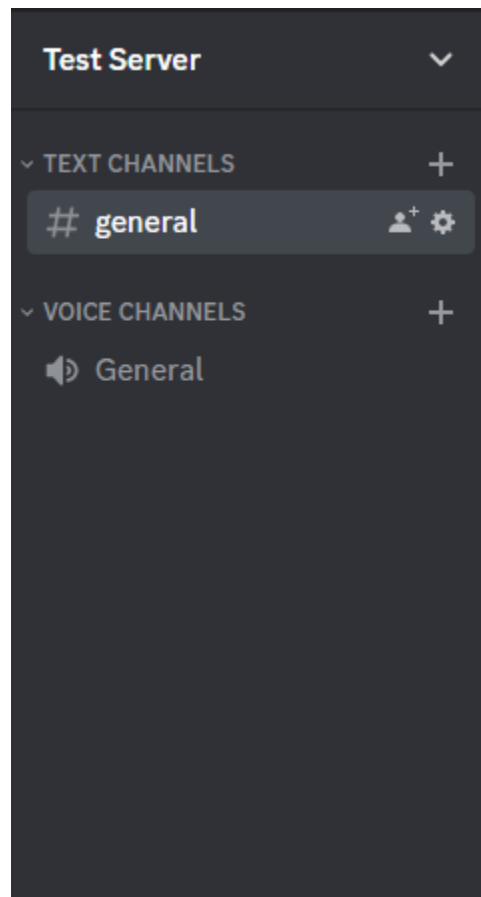 Test Server
TEXT CHANNELS
general
VOICE CHANNELS
General